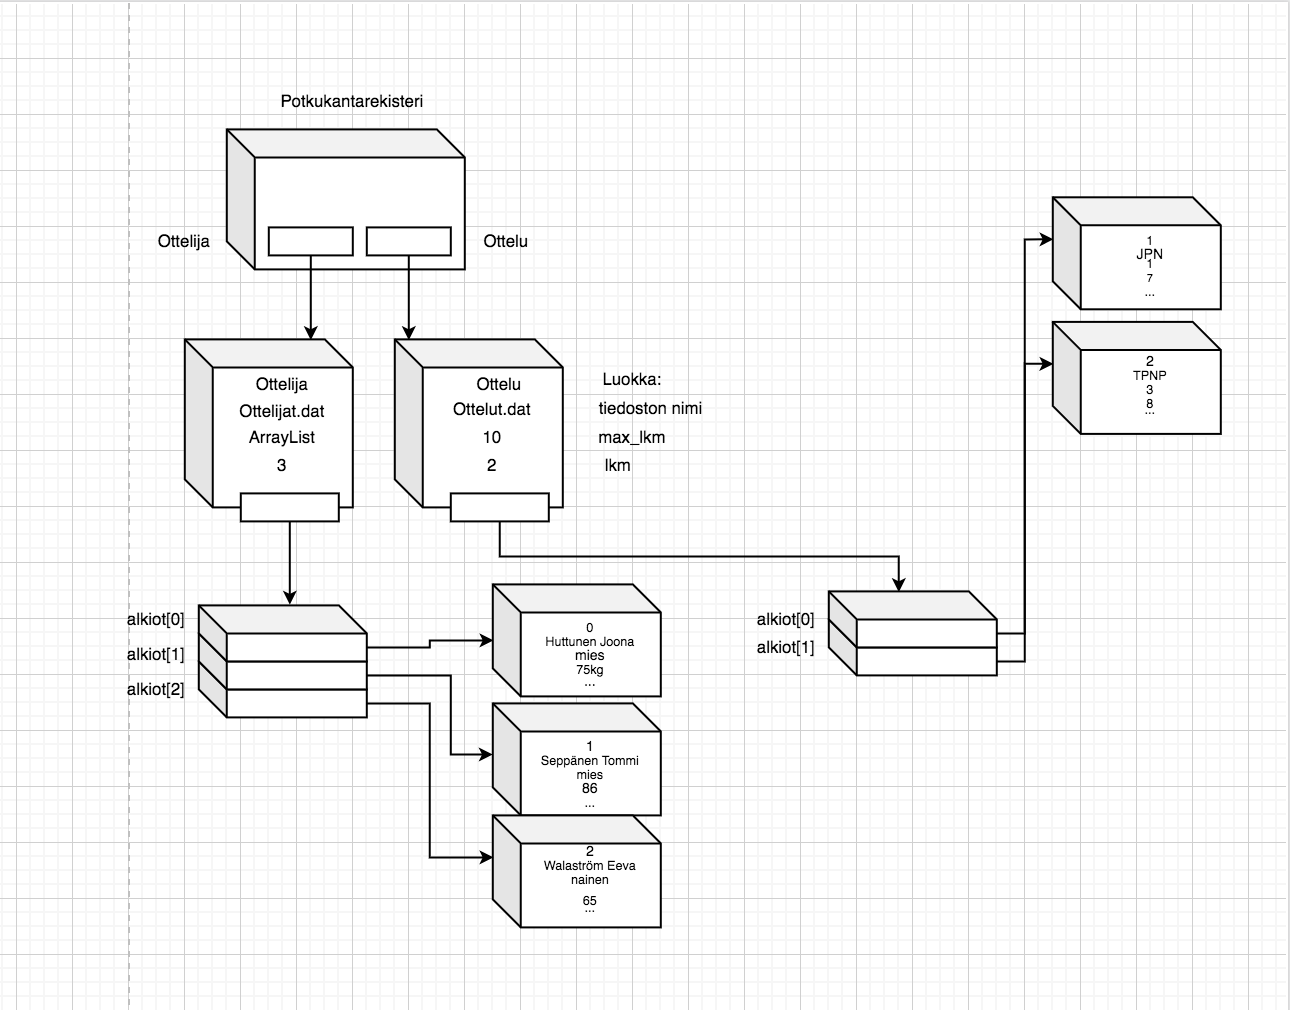 Potkukantarekisteri
Ottelija
Ottelu
Ottelija
Ottelijat.dat
ArrayList
3
Ottelu
Ottelut.dat
10
2
Luokka:
tiedoston nimi
max_lkm
lkm
alkiot[0]
alkiot[1]
alkiot[2]
0
Huttunen Joona
mies
75kg
...
1
Seppänen Tommi
mies
86
...
2
Walaström Eeva
nainen
65
...
alkiot[0]
alkiot[1]
1
JPN
1
7
...
2
TPNP
3
8
...